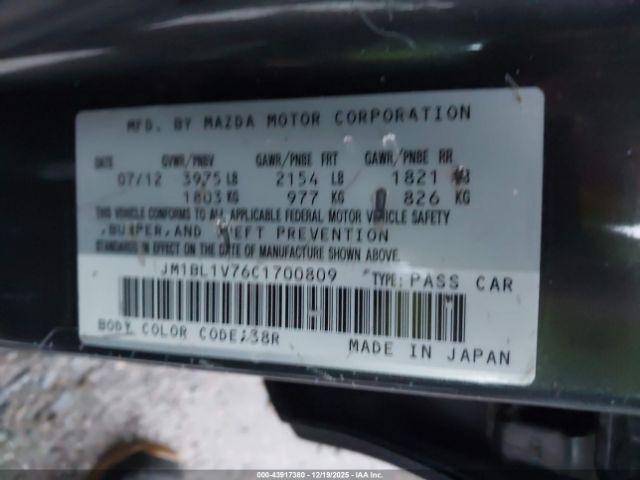 MFD. BY MAZDA MOTOR CORPORATION
DATE GVWR/PNBV GAWR/PNBE FRT GAWR/PNBE RR
07/12 3975 LB 2154 LB 1821 LB
1803 KG 977 KG 826 KG
THIS VEHICLE CONFORMS TO ALL APPLICABLE FEDERAL MOTOR VEHICLE SAFETY
,BUMPER,AND THEFT PREVENTION
STANDARDS IN EFFECT ON THE DATE OF MANUFACTURE SHOWN ABOVE.
JM1BL1V76C1700809 TYPE: PASS CAR
BODY COLOR CODE:38R MADE IN JAPAN
000-43917380 - 12/19/2025 - IAAI.COM